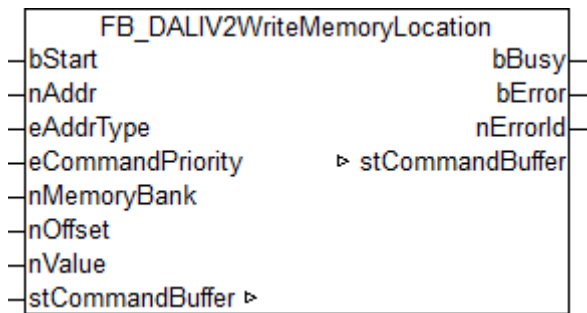 FB_DALIV2WriteMemoryLocation
bStart bBusy
nAddr bError
eAddrType nErrorId
eCommandPriority ▹ stCommandBuffer
nMemoryBank
nOffset
nValue
stCommandBuffer ▹